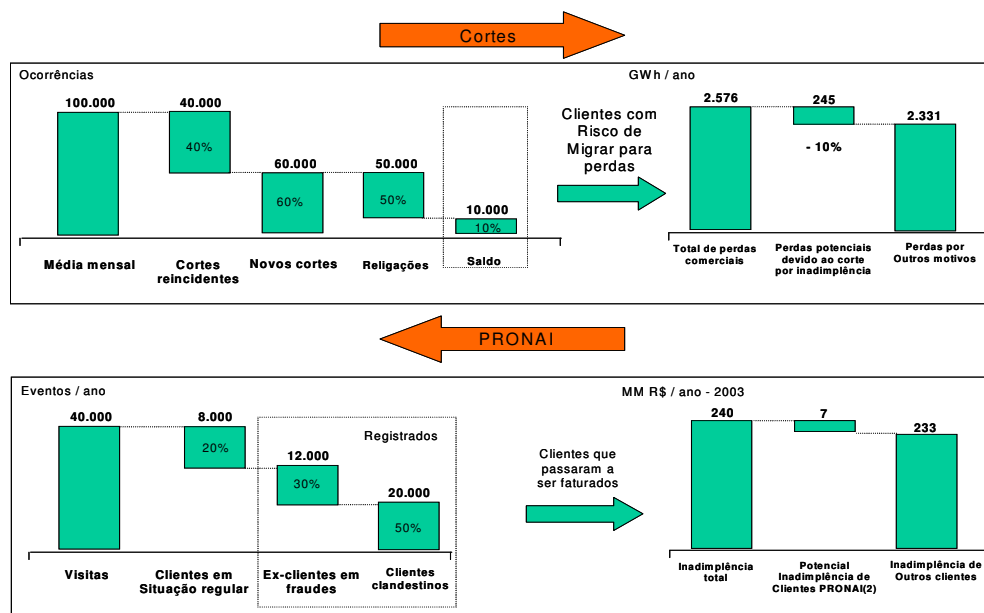 Cortes
Ocorrências
100.000
40.000
40%
60.000
60%
50.000
50%
10.000
10%
Média mensal
Cortes
reincidentes
Novos cortes
Religações
Saldo
Clientes com
Risco de
Migrar para
perdas
GWh / ano
2.576
245
- 10%
2.331
Total de perdas
comerciais
Perdas potenciais
devido ao corte
por inadimplência
Perdas por
Outros motivos
PRONAI
Eventos / ano
40.000
8.000
20%
Registrados
12.000
30%
20.000
50%
Visitas
Clientes em
Situação regular
Ex-clientes em
fraudes
Clientes
clandestinos
Clientes que
passaram a
ser faturados
MM R$ / ano - 2003
240
7
233
Inadimplência
total
Potencial
Inadimplência de
Clientes PRONAI(2)
Inadimplência de
Outros clientes